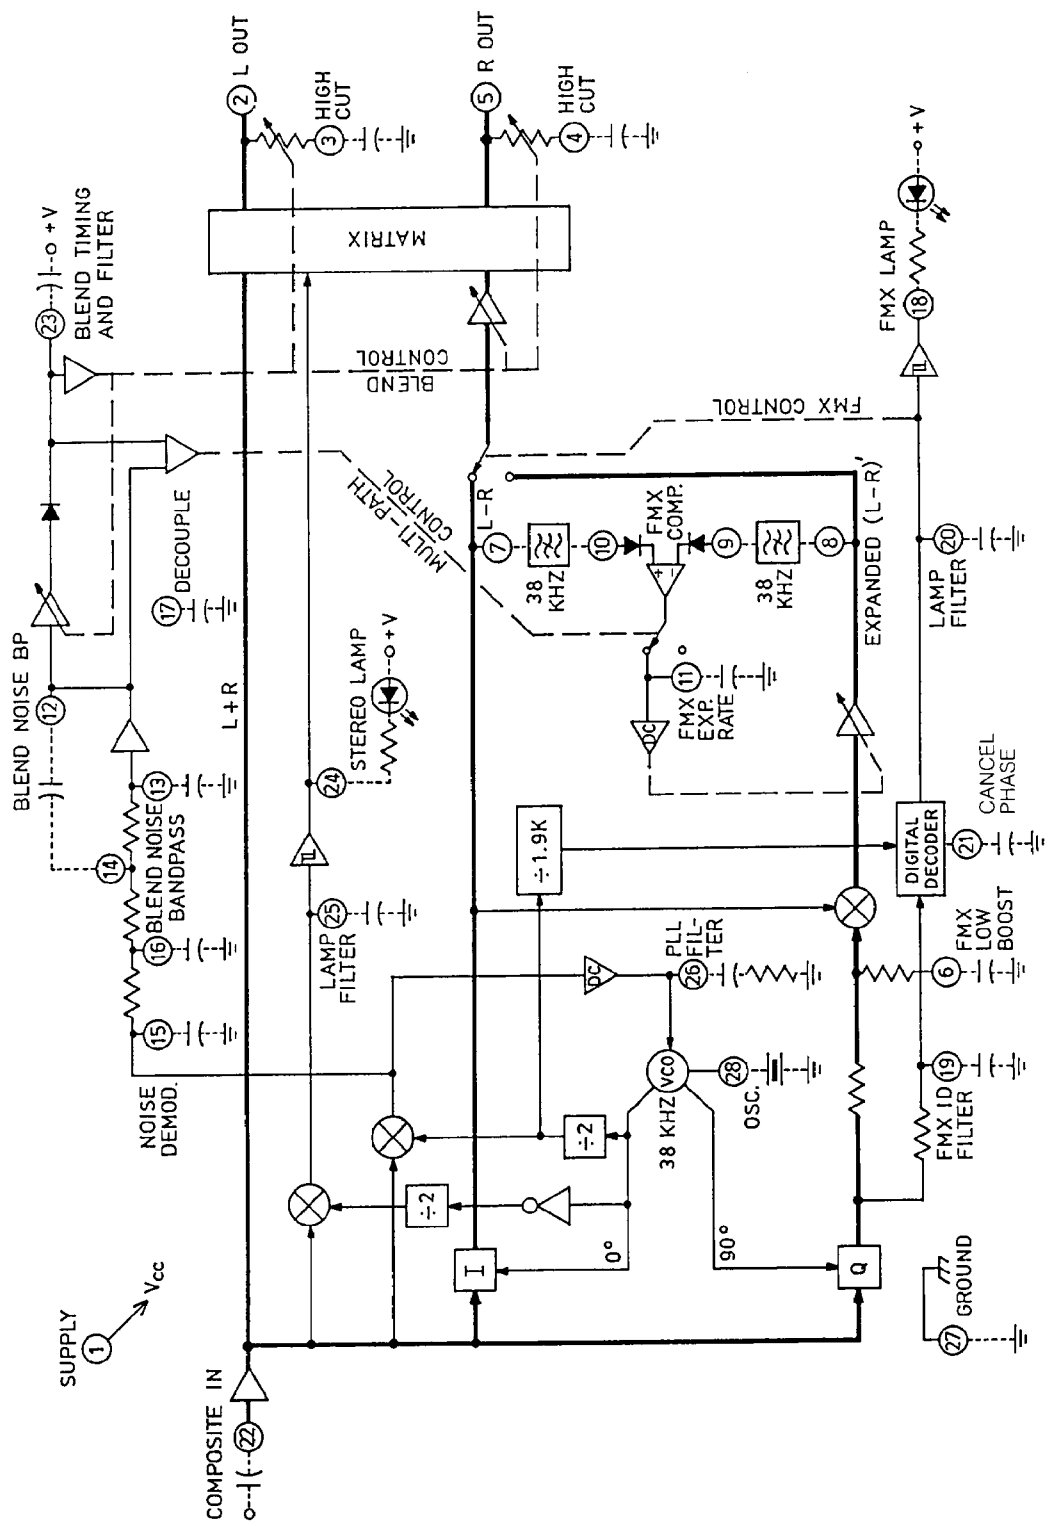 SUPPLY
1
Vcc
COMPOSITE IN
22
NOISE
DEMOD.
15
16
BLEND NOISE
BANDPASS
14
13
BLEND NOISE BP
12
17 DECOUPLE
23
+V
BLEND TIMING
AND FILTER
L+R
2 L OUT
3
HIGH
CUT
MATRIX
5 R OUT
4
HIGH
CUT
BLEND
CONTROL
MULTI-PATH
CONTROL
LAMP
FILTER
25
24
STEREO LAMP
+V
÷2
÷2
I
0°
90°
38 KHZ
VCO
28
OSC.
DC
26
PLL
FIL-
TER
÷1.9K
L-R
7
38
KHZ
10
FMX
COMP.
+
-
9
38
KHZ
8
11
FMX
EXP.
RATE
DC
EXPANDED (L-R)'
FMX CONTROL
Q
27 GROUND
FMX ID
FILTER
19
6
FMX
LOW
BOOST
DIGITAL
DECODER
21
CANCEL
PHASE
LAMP
FILTER
20
FMX LAMP
18
+V